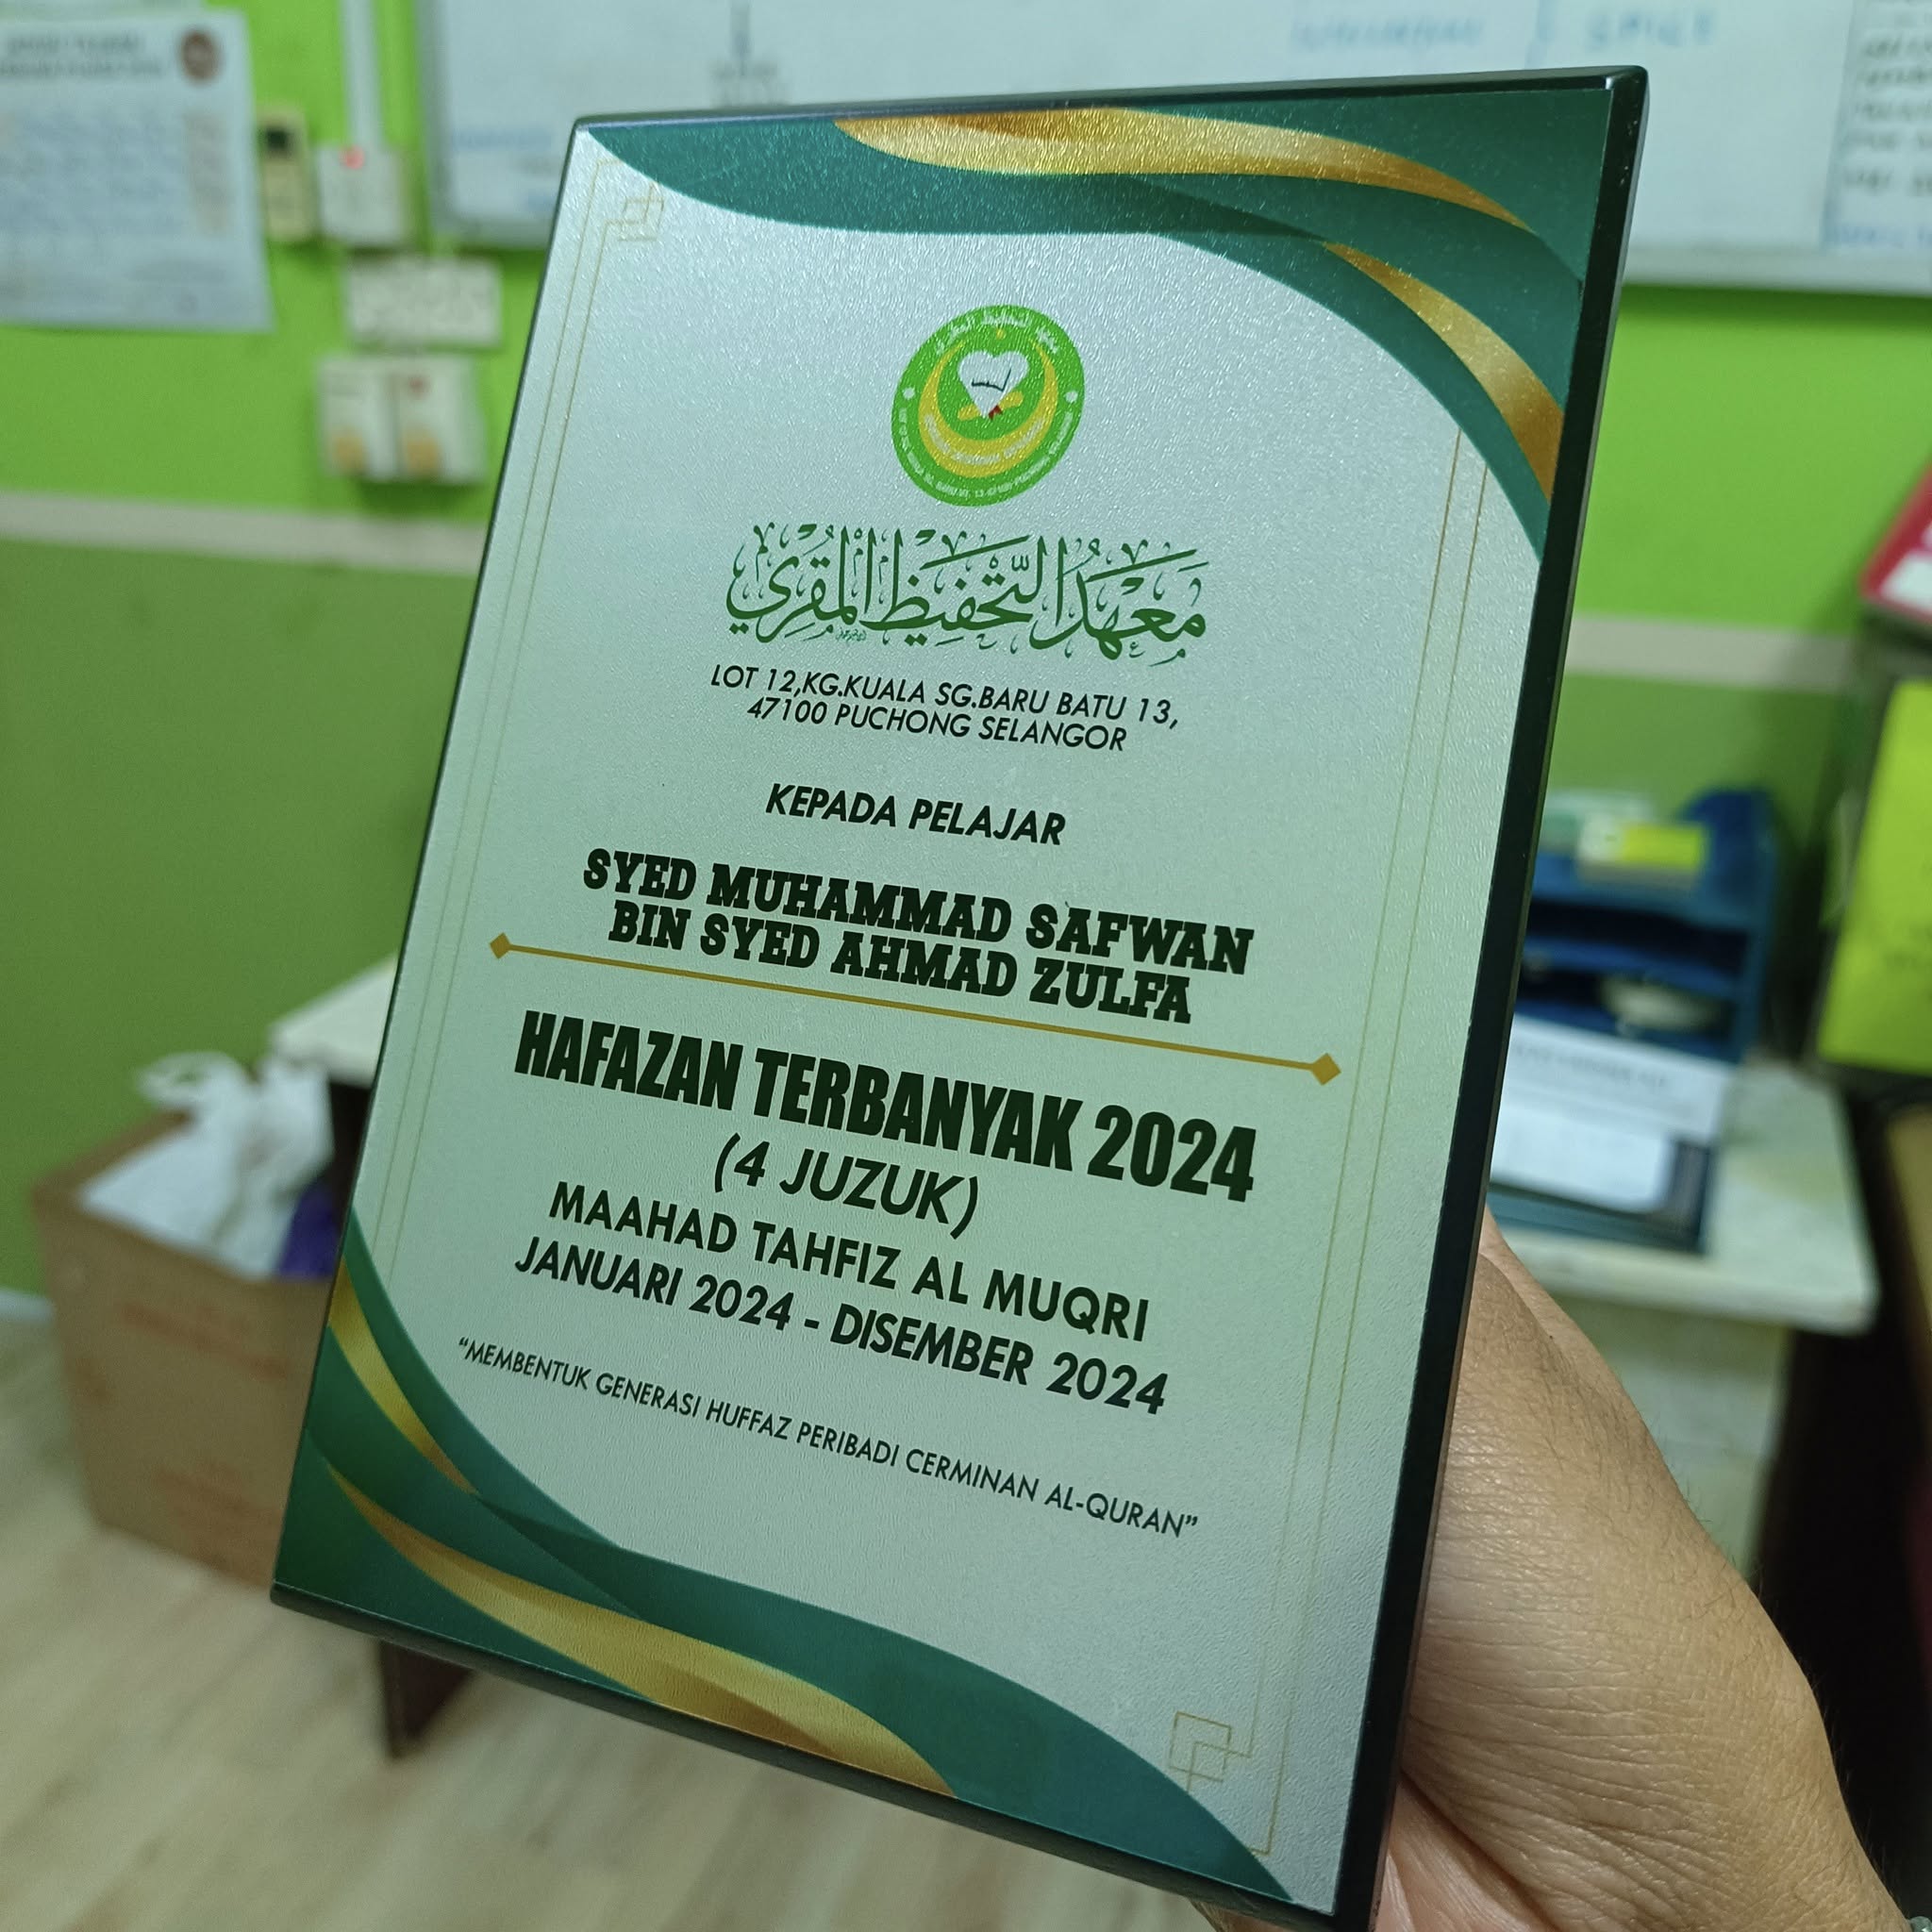 معهد التحفيظ المقري
LOT 12,KG.KUALA SG.BARU BATU 13,
47100 PUCHONG SELANGOR
KEPADA PELAJAR
SYED MUHAMMAD SAFWAN
BIN SYED AHMAD ZULFA
HAFAZAN TERBANYAK 2024
(4 JUZUK)
MAAHAD TAHFIZ AL MUQRI
JANUARI 2024 - DISEMBER 2024
“MEMBENTUK GENERASI HUFFAZ PERIBADI CERMINAN AL-QURAN”